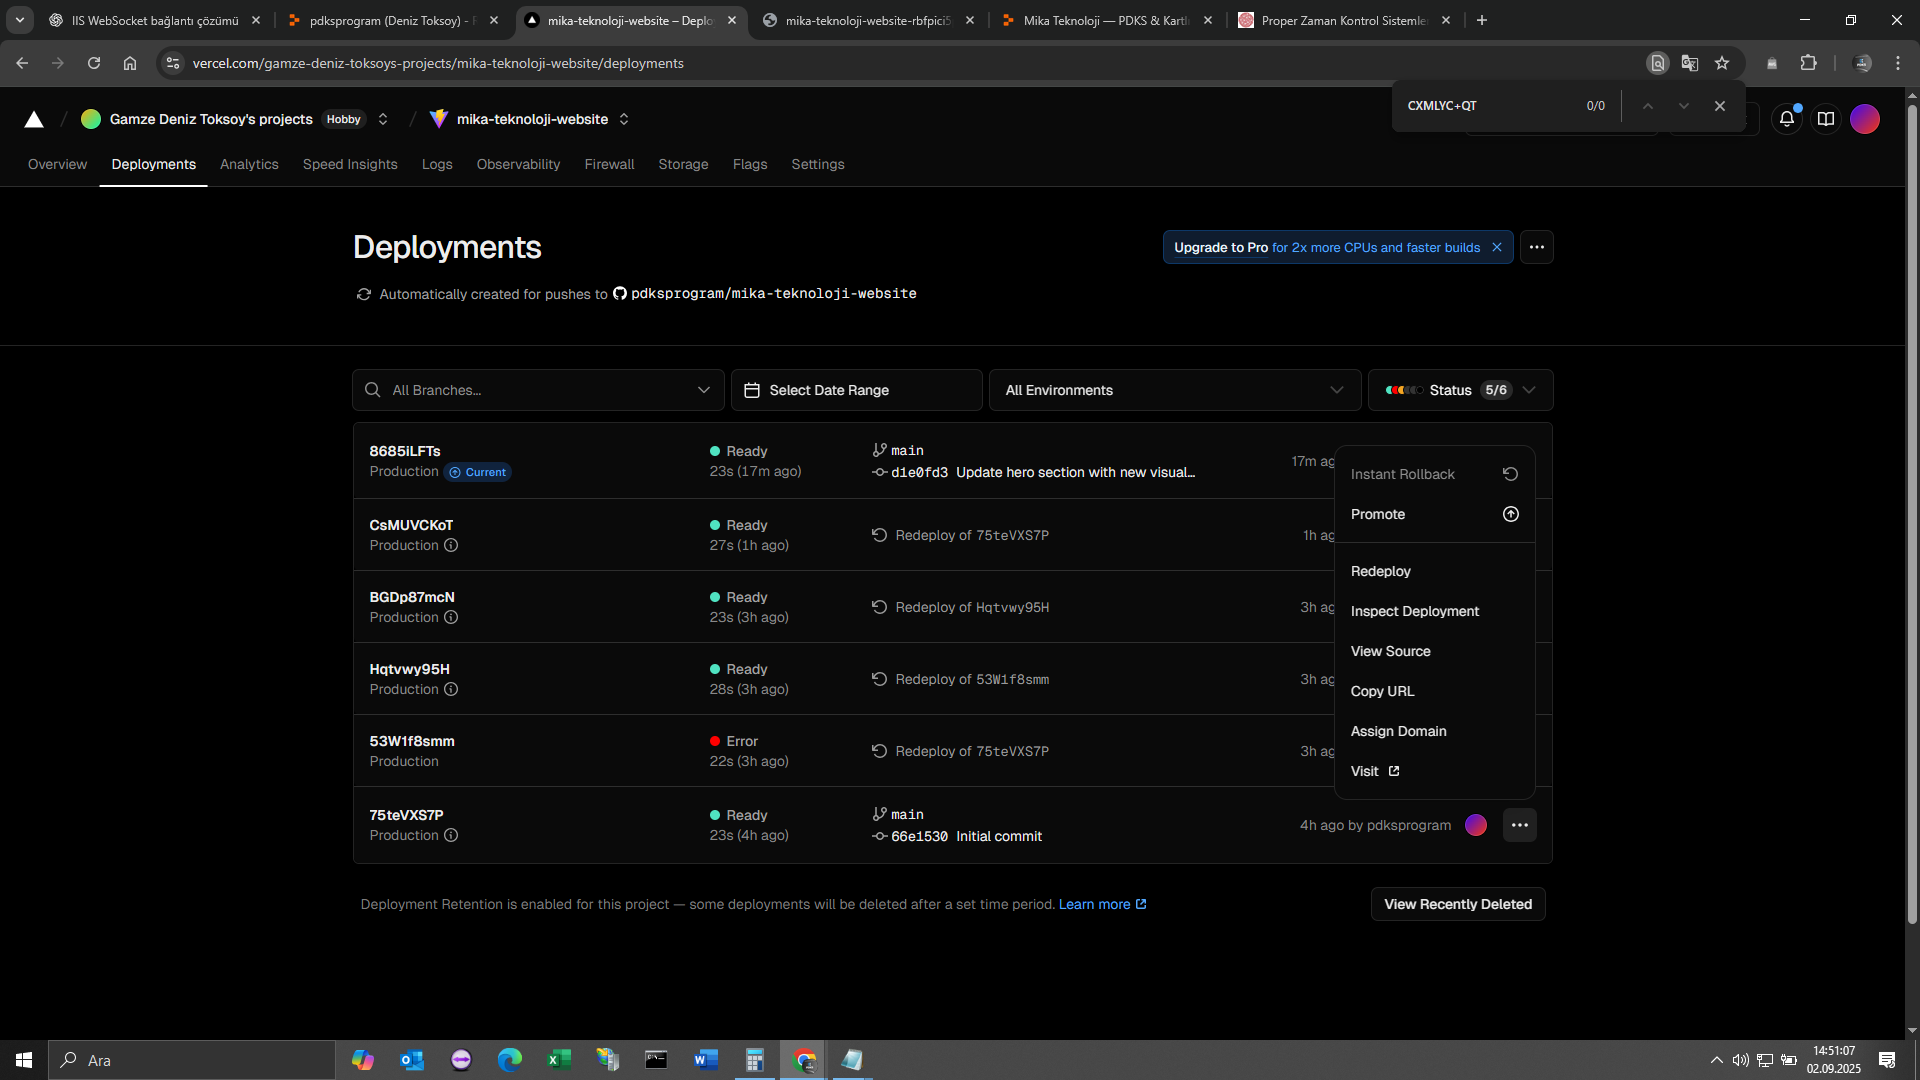 IIS WebSocket bağlantı çözümü
pdksprogram (Deniz Toksoy) -
mika-teknoloji-website – Deplo
mika-teknoloji-website-rbfpici5
Mika Teknoloji — PDKS & Kartlı
Proper Zaman Kontrol Sistemle
vercel.com/gamze-deniz-toksoys-projects/mika-teknoloji-website/deployments
CXMLYC+QT
0/0
Gamze Deniz Toksoy's projects Hobby
mika-teknoloji-website
Overview Deployments Analytics Speed Insights Logs Observability Firewall Storage Flags Settings
Deployments
Upgrade to Pro for 2x more CPUs and faster builds
Automatically created for pushes to pdksprogram/mika-teknoloji-website
All Branches...
Select Date Range
All Environments
Status 5/6
8685iLFTs
Production Current
Ready
23s (17m ago)
main
d1e0fd3 Update hero section with new visual...
17m ag
CsMUVCKoT
Production
Ready
27s (1h ago)
Redeploy of 75teVXS7P
1h ag
BGDp87mcN
Production
Ready
23s (3h ago)
Redeploy of Hqtvwy95H
3h ag
Hqtvwy95H
Production
Ready
28s (3h ago)
Redeploy of 53W1f8smm
3h ag
53W1f8smm
Production
Error
22s (3h ago)
Redeploy of 75teVXS7P
3h ag
75teVXS7P
Production
Ready
23s (4h ago)
main
66e1530 Initial commit
4h ago by pdksprogram
Instant Rollback
Promote
Redeploy
Inspect Deployment
View Source
Copy URL
Assign Domain
Visit
Deployment Retention is enabled for this project — some deployments will be deleted after a set time period. Learn more
View Recently Deleted
Ara
14:51:07
02.09.2025